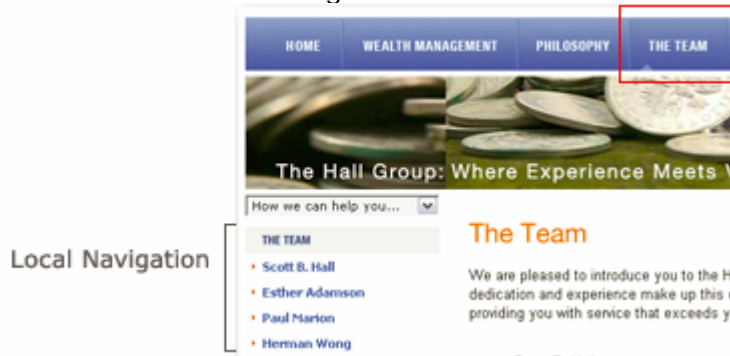 HOME WEALTH MANAGEMENT PHILOSOPHY THE TEAM
The Hall Group: Where Experience Meets
How we can help you...
THE TEAM
Scott B. Hall
Esther Adamson
Paul Marion
Herman Wong
Local Navigation
The Team
We are pleased to introduce you to the H
dedication and experience make up this
providing you with service that exceeds y